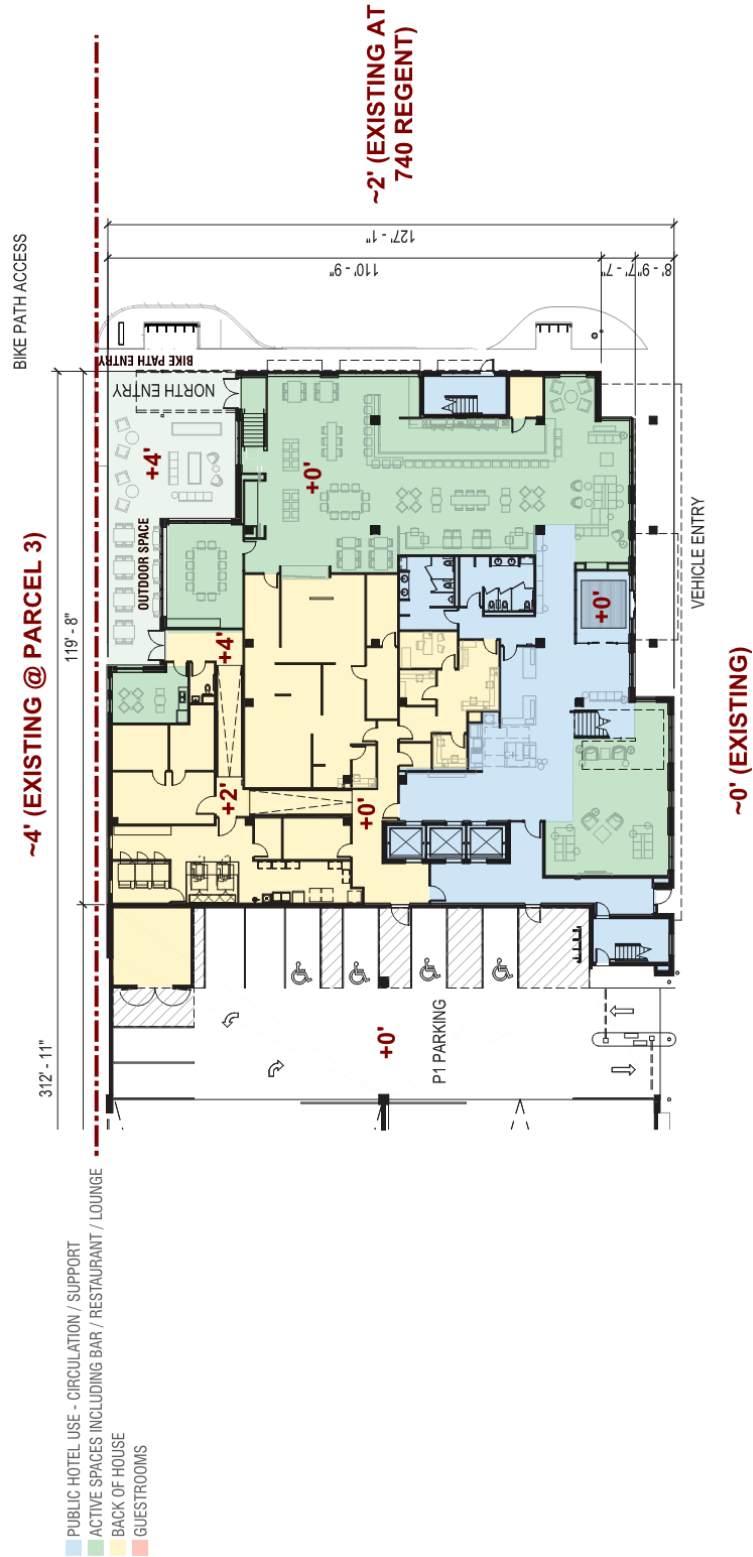 BIKE PATH ACCESS
~4' (EXISTING @ PARCEL 3)
~2' (EXISTING AT
740 REGENT)
~0' (EXISTING)
312' - 11"
119' - 8"
127' - 1"
110' - 9"
7' - 7"
8' - 9"
BIKE PATH ENTRY
NORTH ENTRY
+4'
OUTDOOR SPACE
+0'
+4'
+2'
+0'
+0'
VEHICLE ENTRY
+0'
P1 PARKING
PUBLIC HOTEL USE - CIRCULATION / SUPPORT
ACTIVE SPACES INCLUDING BAR / RESTAURANT / LOUNGE
BACK OF HOUSE
GUESTROOMS